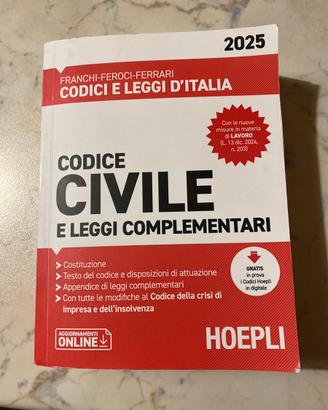 2025
FRANCHI-FEROCI-FERRARI
CODICI E LEGGI D'ITALIA
Con le nuove
misure in materia
di LAVORO
(L. 13 dic. 2024,
n. 203)
CODICE
CIVILE
E LEGGI COMPLEMENTARI
> Costituzione
> Testo del codice e disposizioni di attuazione
> Appendice di leggi complementari
> Con tutte le modifiche al Codice della crisi di
impresa e dell'insolvenza
GRATIS
in prova
i Codici Hoepli
in digitale
AGGIORNAMENTI
ONLINE
HOEPLI